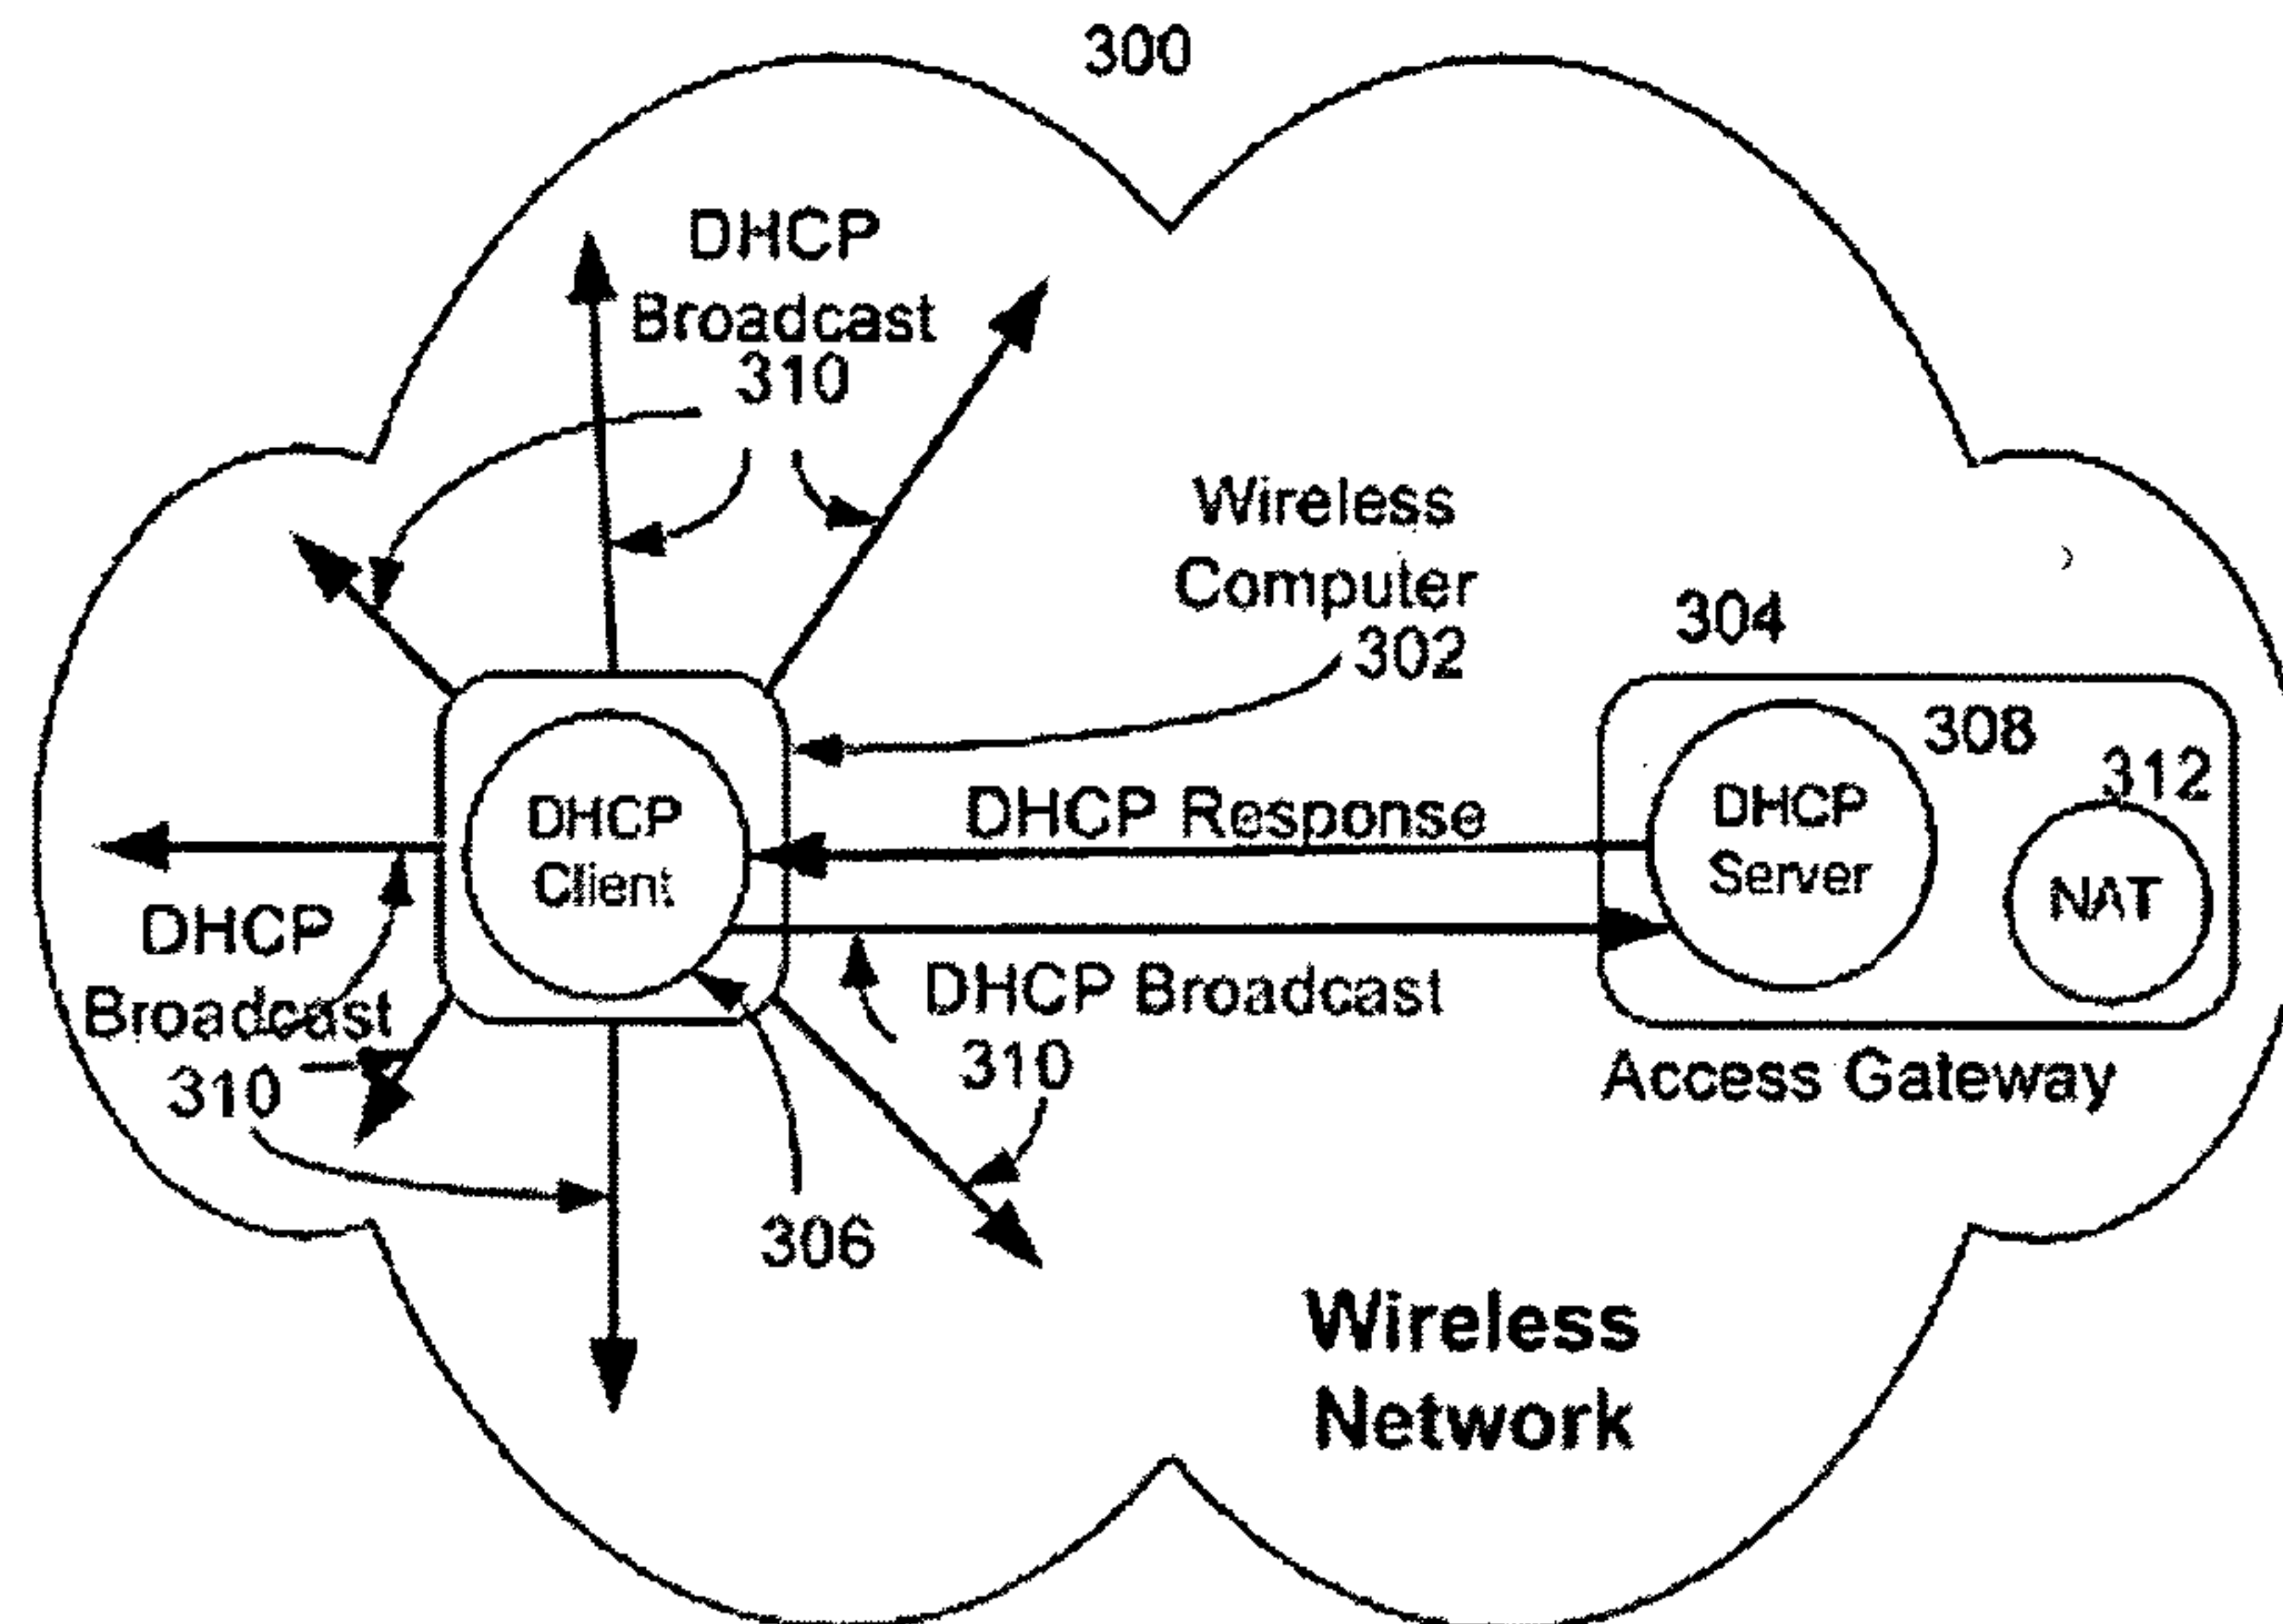 300
DHCP
Broadcast
310
Wireless
Computer
302
304
308
312
DHCP
Server
NAT
DHCP
Client
DHCP Response
DHCP
Broadcast
310
DHCP Broadcast
310
Access Gateway
306
Wireless
Network